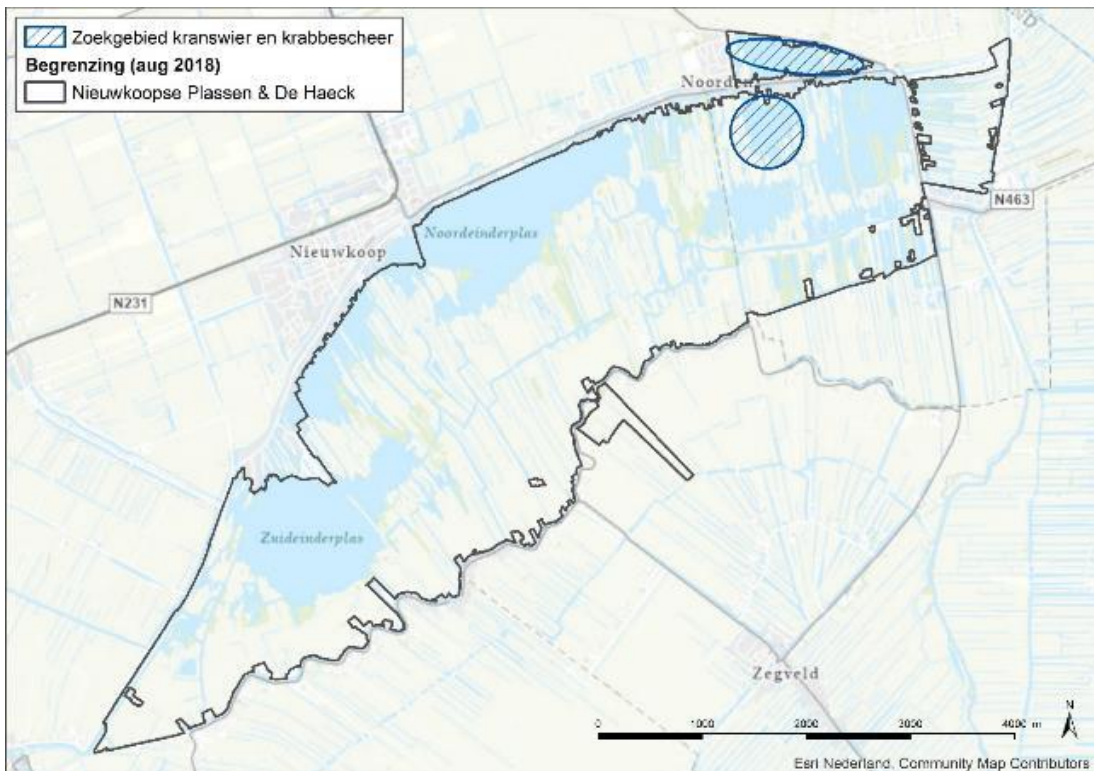 Zoekgebied kranswier en krabbescheer
Begrenzing (aug 2018)
Nieuwkoopse Plassen & De Haeck
Noorden
N463
Noordeinderplas
Nieuwkoop
N231
Zuideinderplas
Zegveld
N
0 1000 2000 3000 4000 m
Esri Nederland, Community Map Contributors